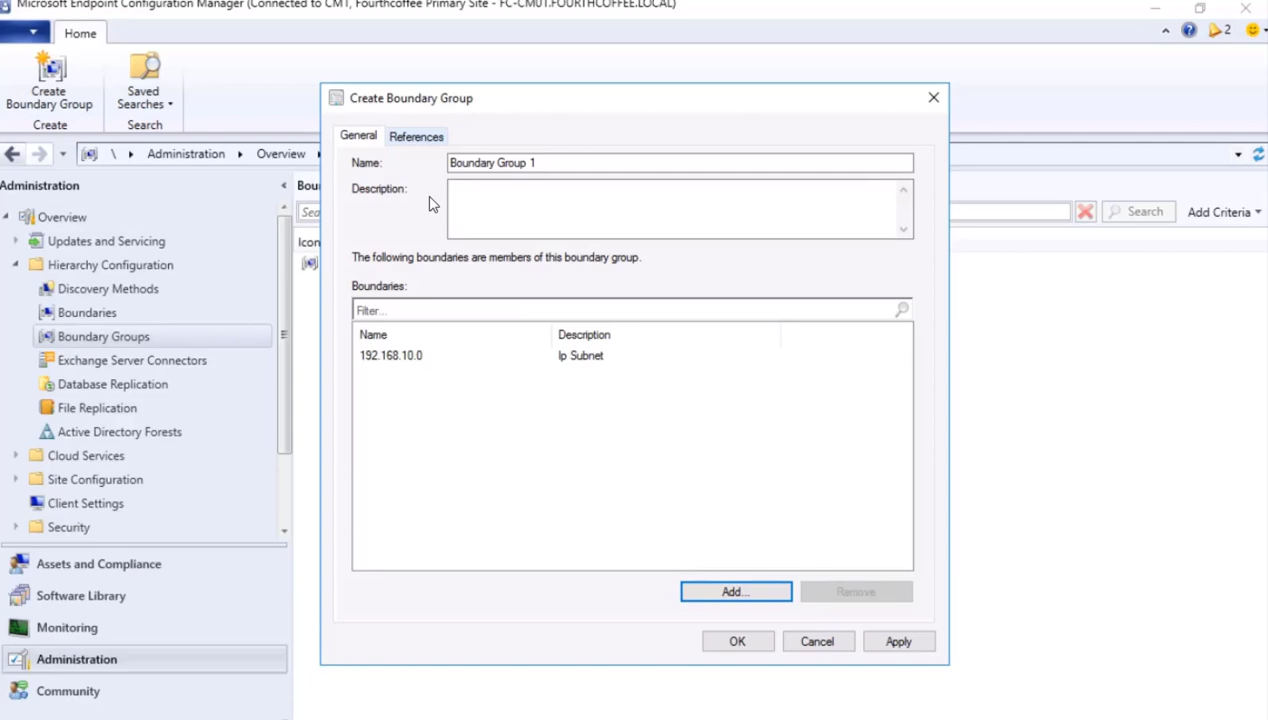 Microsoft Endpoint Configuration Manager (Connected to CMT, Fourthcoffee Primary Site - FC-CM01.FOURTHCOFFEE.LOCAL)
Home
2
Create
Boundary Group
Saved
Searches
Create
Search
\ Administration Overview
Administration
Overview
Updates and Servicing
Hierarchy Configuration
Discovery Methods
Boundaries
Boundary Groups
Exchange Server Connectors
Database Replication
File Replication
Active Directory Forests
Cloud Services
Site Configuration
Client Settings
Security
Assets and Compliance
Software Library
Monitoring
Administration
Community
Bou
Sea
Search
Add Criteria
Icon
Create Boundary Group
General
References
Name:
Boundary Group 1
Description:
The following boundaries are members of this boundary group.
Boundaries:
Filter...
Name
Description
192.168.10.0
Ip Subnet
Add...
Remove
OK
Cancel
Apply